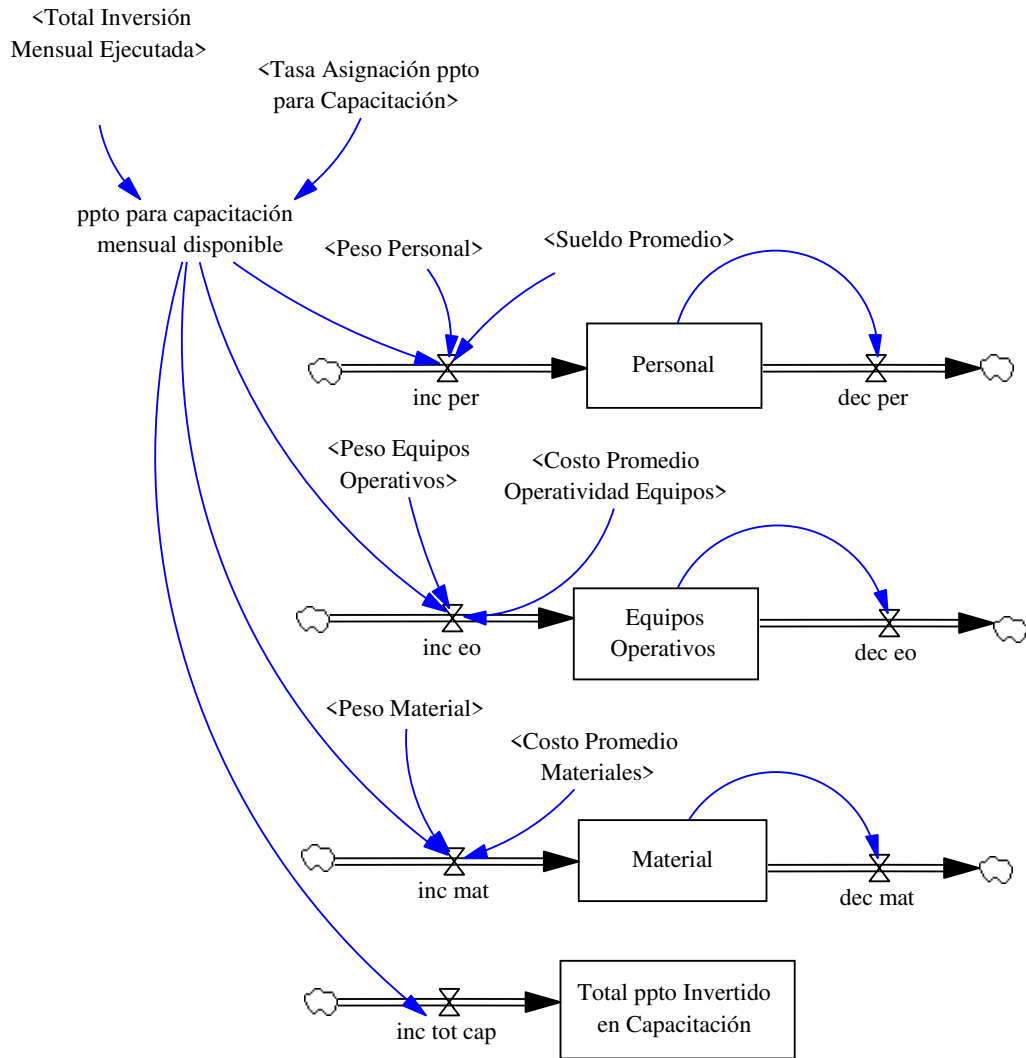 <Total Inversión
Mensual Ejecutada>
<Tasa Asignación ppto
para Capacitación>
ppto para capacitación
mensual disponible
<Peso Personal>
<Sueldo Promedio>
Personal
inc per
dec per
<Peso Equipos
Operativos>
<Costo Promedio
Operatividad Equipos>
Equipos
Operativos
inc eo
dec eo
<Peso Material>
<Costo Promedio
Materiales>
Material
inc mat
dec mat
Total ppto Invertido
en Capacitación
inc tot cap